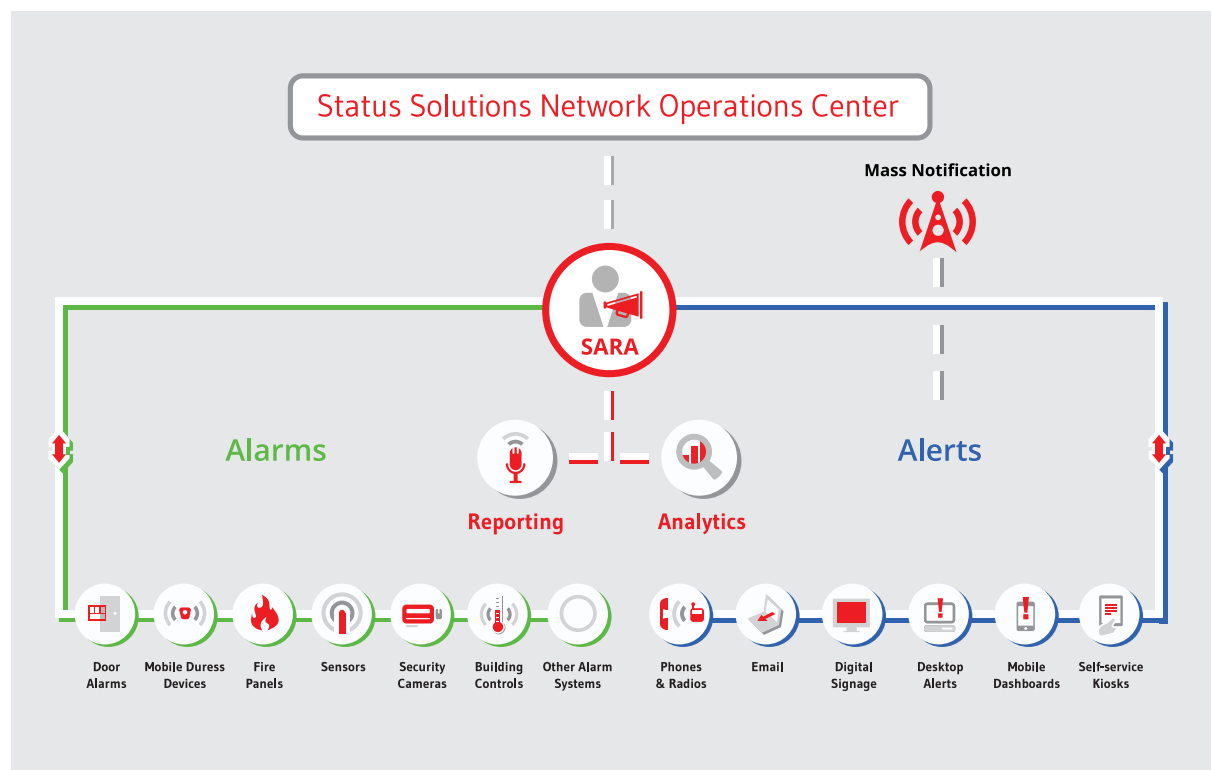 Status Solutions Network Operations Center
Mass Notification
SARA
Alarms
Alerts
Reporting
Analytics
Door
Alarms
Mobile Duress
Devices
Fire
Panels
Sensors
Security
Cameras
Building
Controls
Other Alarm
Systems
Phones
& Radios
Email
Digital
Signage
Desktop
Alerts
Mobile
Dashboards
Self-service
Kiosks